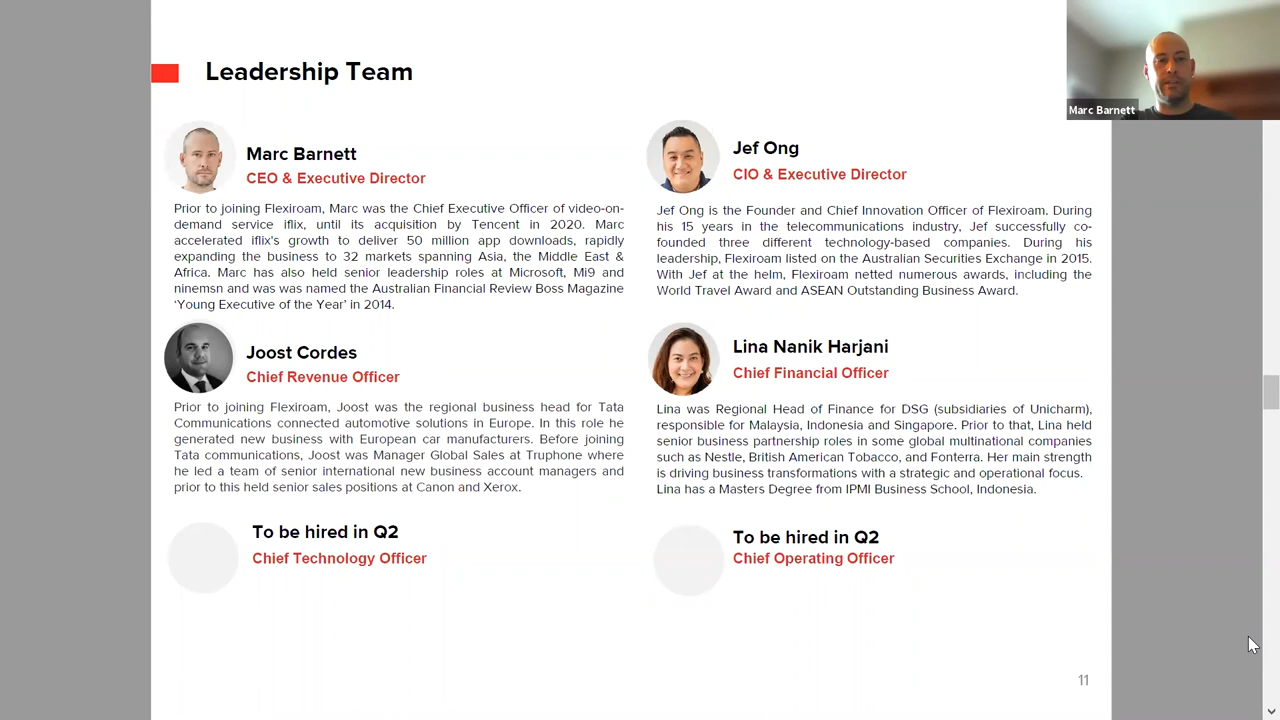 Leadership Team
Marc Barnett
Marc Barnett
CEO & Executive Director
Prior to joining Flexiroam, Marc was the Chief Executive Officer of video-on-
demand service iflix, until its acquisition by Tencent in 2020. Marc
accelerated iflix's growth to deliver 50 million app downloads, rapidly
expanding the business to 32 markets spanning Asia, the Middle East &
Africa. Marc has also held senior leadership roles at Microsoft, Mi9 and
ninemsn and was was named the Australian Financial Review Boss Magazine
‘Young Executive of the Year’ in 2014.
Jef Ong
CIO & Executive Director
Jef Ong is the Founder and Chief Innovation Officer of Flexiroam. During
his 15 years in the telecommunications industry, Jef successfully co-
founded three different technology-based companies. During his
leadership, Flexiroam listed on the Australian Securities Exchange in 2015.
With Jef at the helm, Flexiroam netted numerous awards, including the
World Travel Award and ASEAN Outstanding Business Award.
Joost Cordes
Chief Revenue Officer
Prior to joining Flexiroam, Joost was the regional business head for Tata
Communications connected automotive solutions in Europe. In this role he
generated new business with European car manufacturers. Before joining
Tata communications, Joost was Manager Global Sales at Truphone where
he led a team of senior international new business account managers and
prior to this held senior sales positions at Canon and Xerox.
Lina Nanik Harjani
Chief Financial Officer
Lina was Regional Head of Finance for DSG (subsidiaries of Unicharm),
responsible for Malaysia, Indonesia and Singapore. Prior to that, Lina held
senior business partnership roles in some global multinational companies
such as Nestle, British American Tobacco, and Fonterra. Her main strength
is driving business transformations with a strategic and operational focus.
Lina has a Masters Degree from IPMI Business School, Indonesia.
To be hired in Q2
Chief Technology Officer
To be hired in Q2
Chief Operating Officer
11